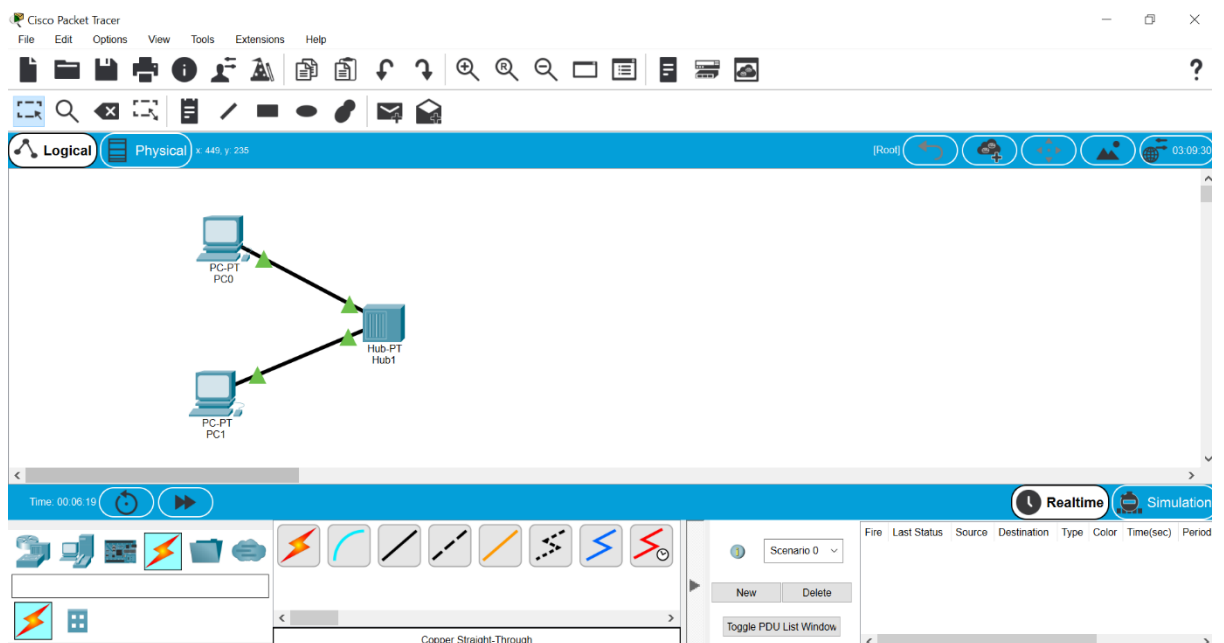 Cisco Packet Tracer
File Edit Options View Tools Extensions Help
Logical Physical x: 449, y: 235 [Root] 03:09:30
PC-PT
PC0
Hub-PT
Hub1
PC-PT
PC1
Time: 00:06:19 Realtime Simulation
Fire Last Status Source Destination Type Color Time(sec) Period
Scenario 0
New Delete
Toggle PDU List Window
Copper Straight-Through